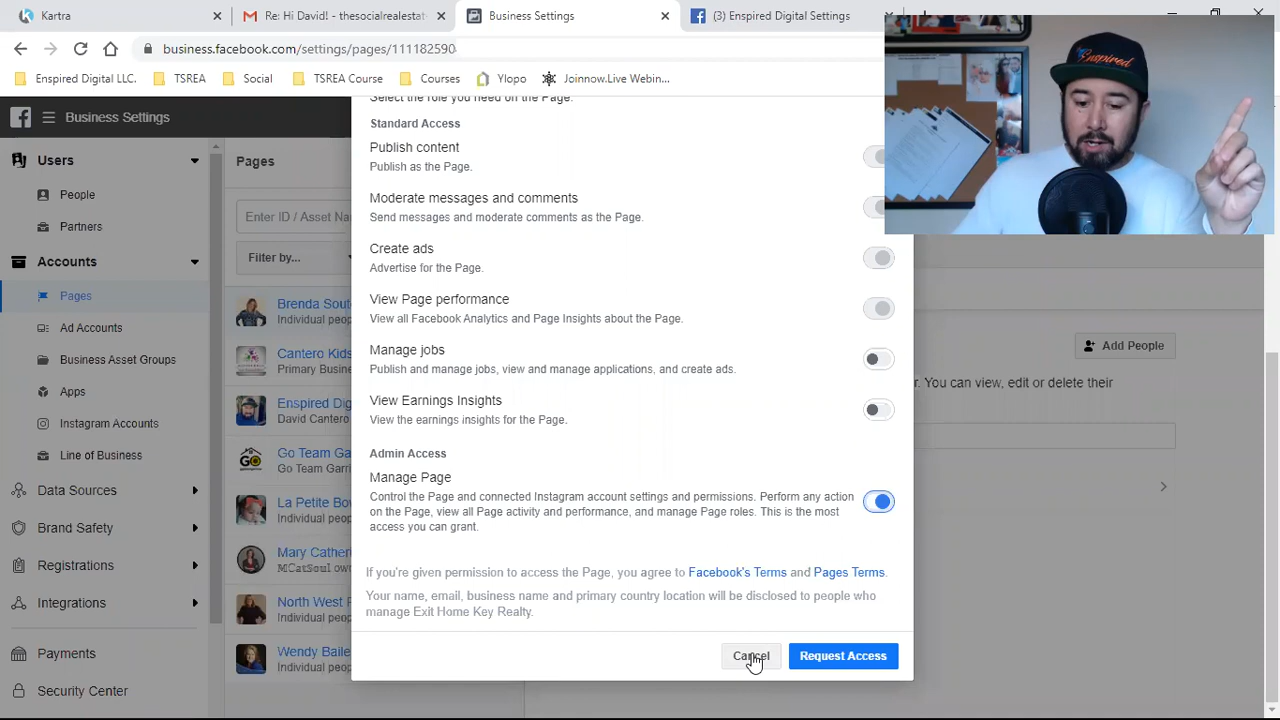 Kartra
Re: Hi David! - thesocialrealestat
Business Settings
(3) Enspired Digital Settings
business.facebook.com/settings/pages/111182590
Enspired Digital LLC.
TSREA
Social
TSREA Course
Courses
Ylopo
Joinnow.Live Webin...
Business Settings
Users
People
Partners
Accounts
Pages
Ad Accounts
Business Asset Groups
Apps
Instagram Accounts
Line of Business
Data Sources
Brand Safety
Registrations
Integrations
Payments
Security Center
Pages
Enter ID / Asset Na
Filter by...
Brenda Sout
Individual peop
Cantero Kids
Primary Busine
Enspired Digi
David Cantero
Go Team Garri
Go Team Garri
La Petite Bow
Individual peo
Mary Cather
Individual people
North West F
Individual peop
Wendy Baile
Individual peop
Select the role you need on the Page.
Standard Access
Publish content
Publish as the Page.
Moderate messages and comments
Send messages and moderate comments as the Page.
Create ads
Advertise for the Page.
View Page performance
View all Facebook Analytics and Page Insights about the Page.
Manage jobs
Publish and manage jobs, view and manage applications, and create ads.
View Earnings Insights
View the earnings insights for the Page.
Admin Access
Manage Page
Control the Page and connected Instagram account settings and permissions. Perform any action
on the Page, view all Page activity and performance, and manage Page roles. This is the most
access you can grant.
If you're given permission to access the Page, you agree to Facebook's Terms and Pages Terms.
Your name, email, business name and primary country location will be disclosed to people who
manage Exit Home Key Realty.
Cancel
Request Access
Add People
r. You can view, edit or delete their
Enspired